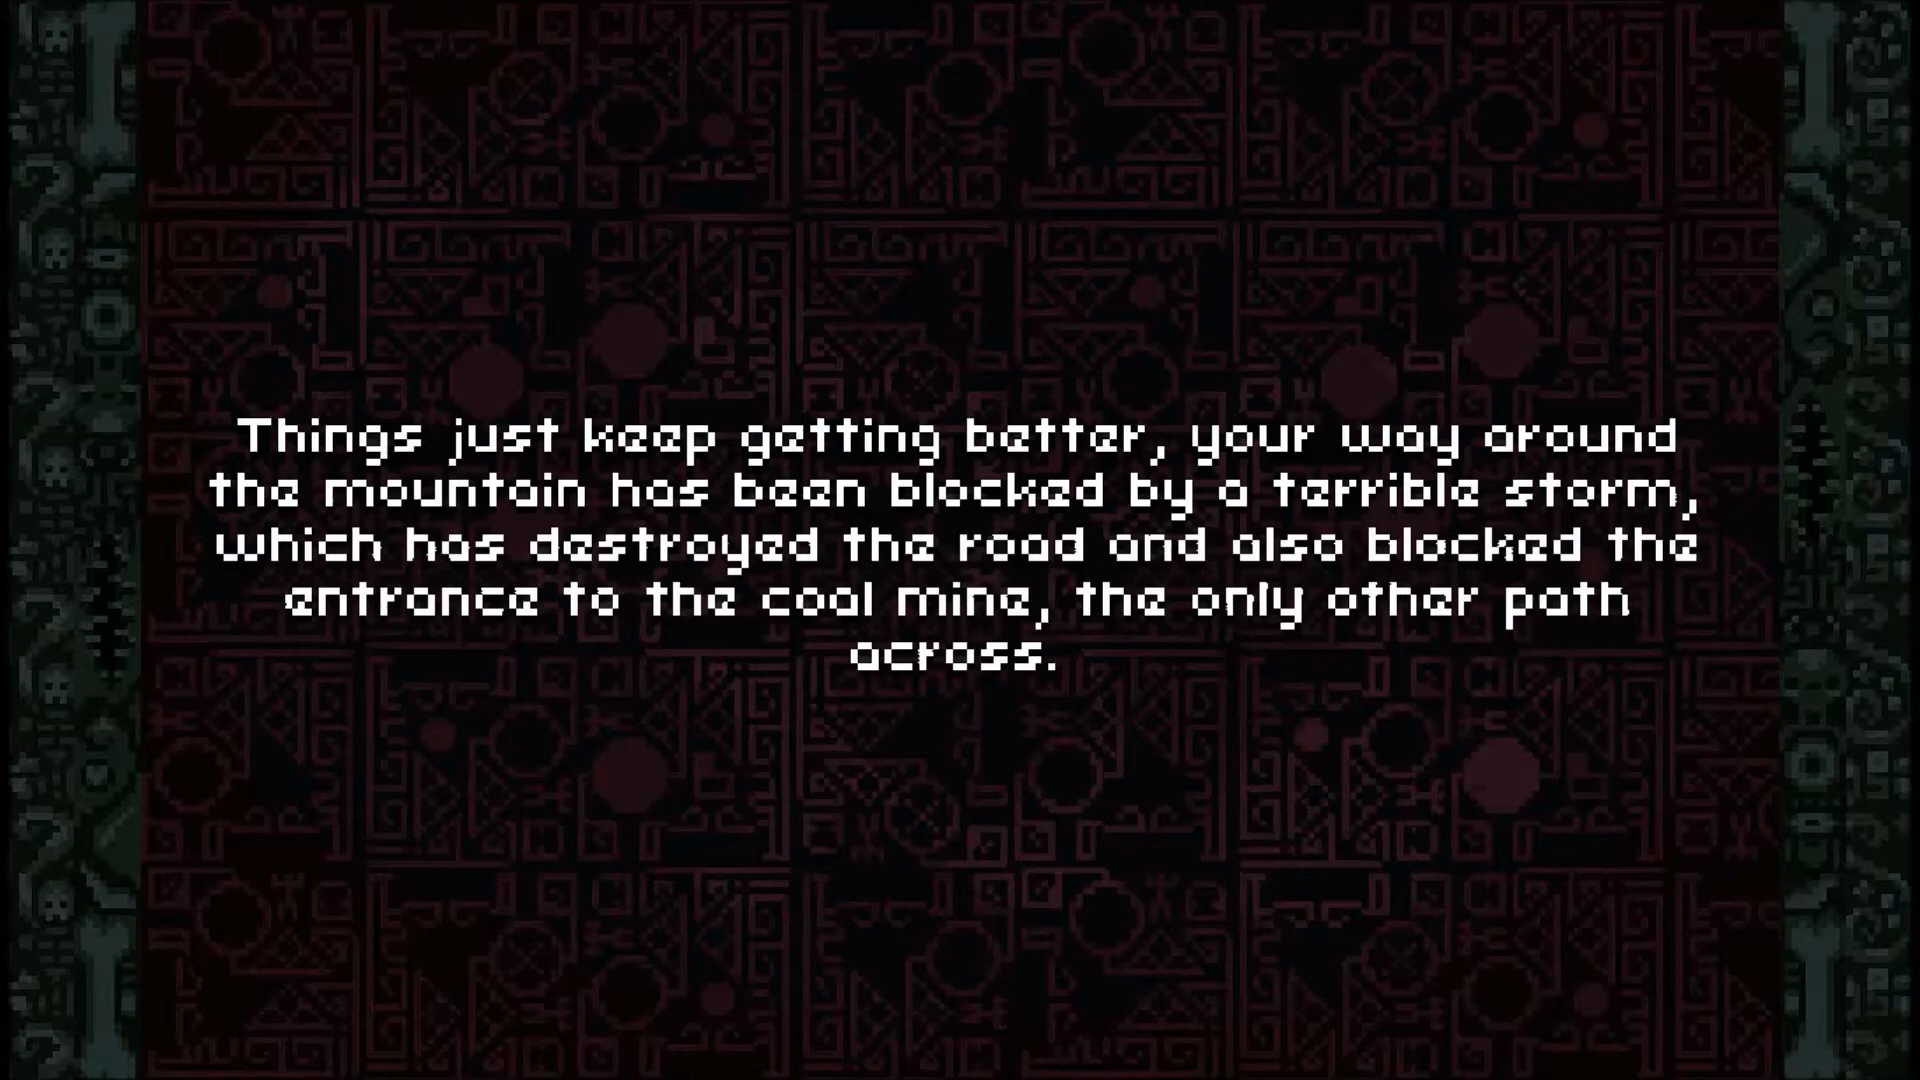 Things just keep getting better, your way around
the mountain has been blocked by a terrible storm,
which has destroyed the road and also blocked the
entrance to the coal mine, the only other path
across.